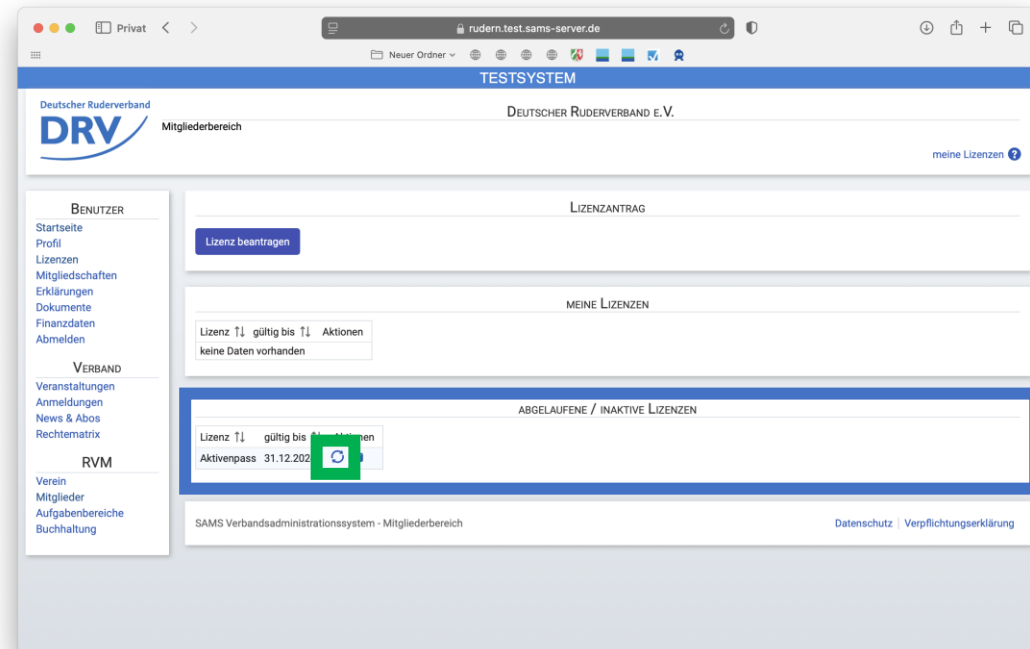 Privat
rudern.test.sams-server.de
Neuer Ordner
TESTSYSTEM
Deutscher Ruderverband
DRV
Mitgliederbereich
Deutscher Ruderverband e.V.
meine Lizenzen ?
Benutzer
Startseite
Profil
Lizenzen
Mitgliedschaften
Erklärungen
Dokumente
Finanzdaten
Abmelden
Verband
Veranstaltungen
Anmeldungen
News & Abos
Rechtematrix
RVM
Verein
Mitglieder
Aufgabenbereiche
Buchhaltung
Lizenzantrag
Lizenz beantragen
meine Lizenzen
Lizenz gültig bis Aktionen
keine Daten vorhanden
abgelaufene / inaktive Lizenzen
Lizenz gültig bis
Aktivenpass
SAMS Verbandsadministrationssystem - Mitgliederbereich
Datenschutz | Verpflichtungserklärung